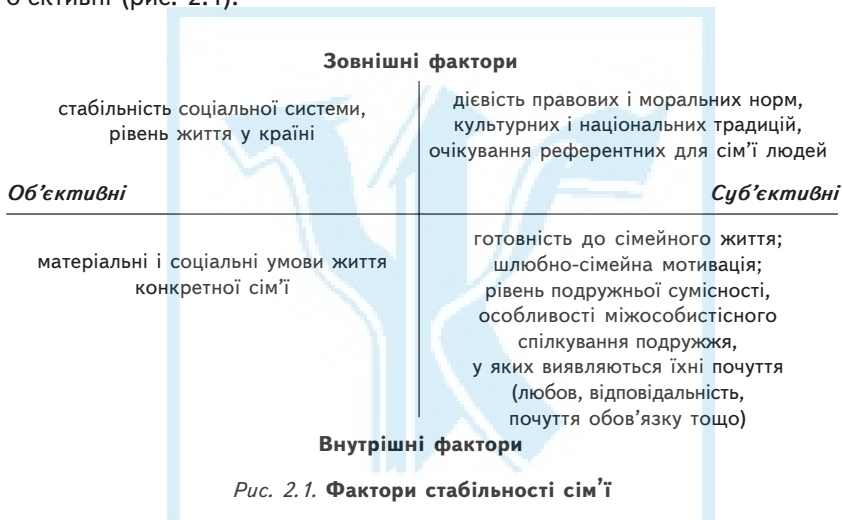 об'єктивні (рис. 2.1).
Зовнішні фактори
стабільність соціальної системи,
рівень життя у країні
дієвість правових і моральних норм,
культурних і національних традицій,
очікування референтних для сім'ї людей
Об'єктивні
Суб'єктивні
матеріальні і соціальні умови життя
конкретної сім'ї
готовність до сімейного життя;
шлюбно-сімейна мотивація;
рівень подружньої сумісності,
особливості міжособистісного
спілкування подружжя,
у яких виявляються їхні почуття
(любов, відповідальність,
почуття обов'язку тощо)
Внутрішні фактори
Рис. 2.1. Фактори стабільності сім'ї